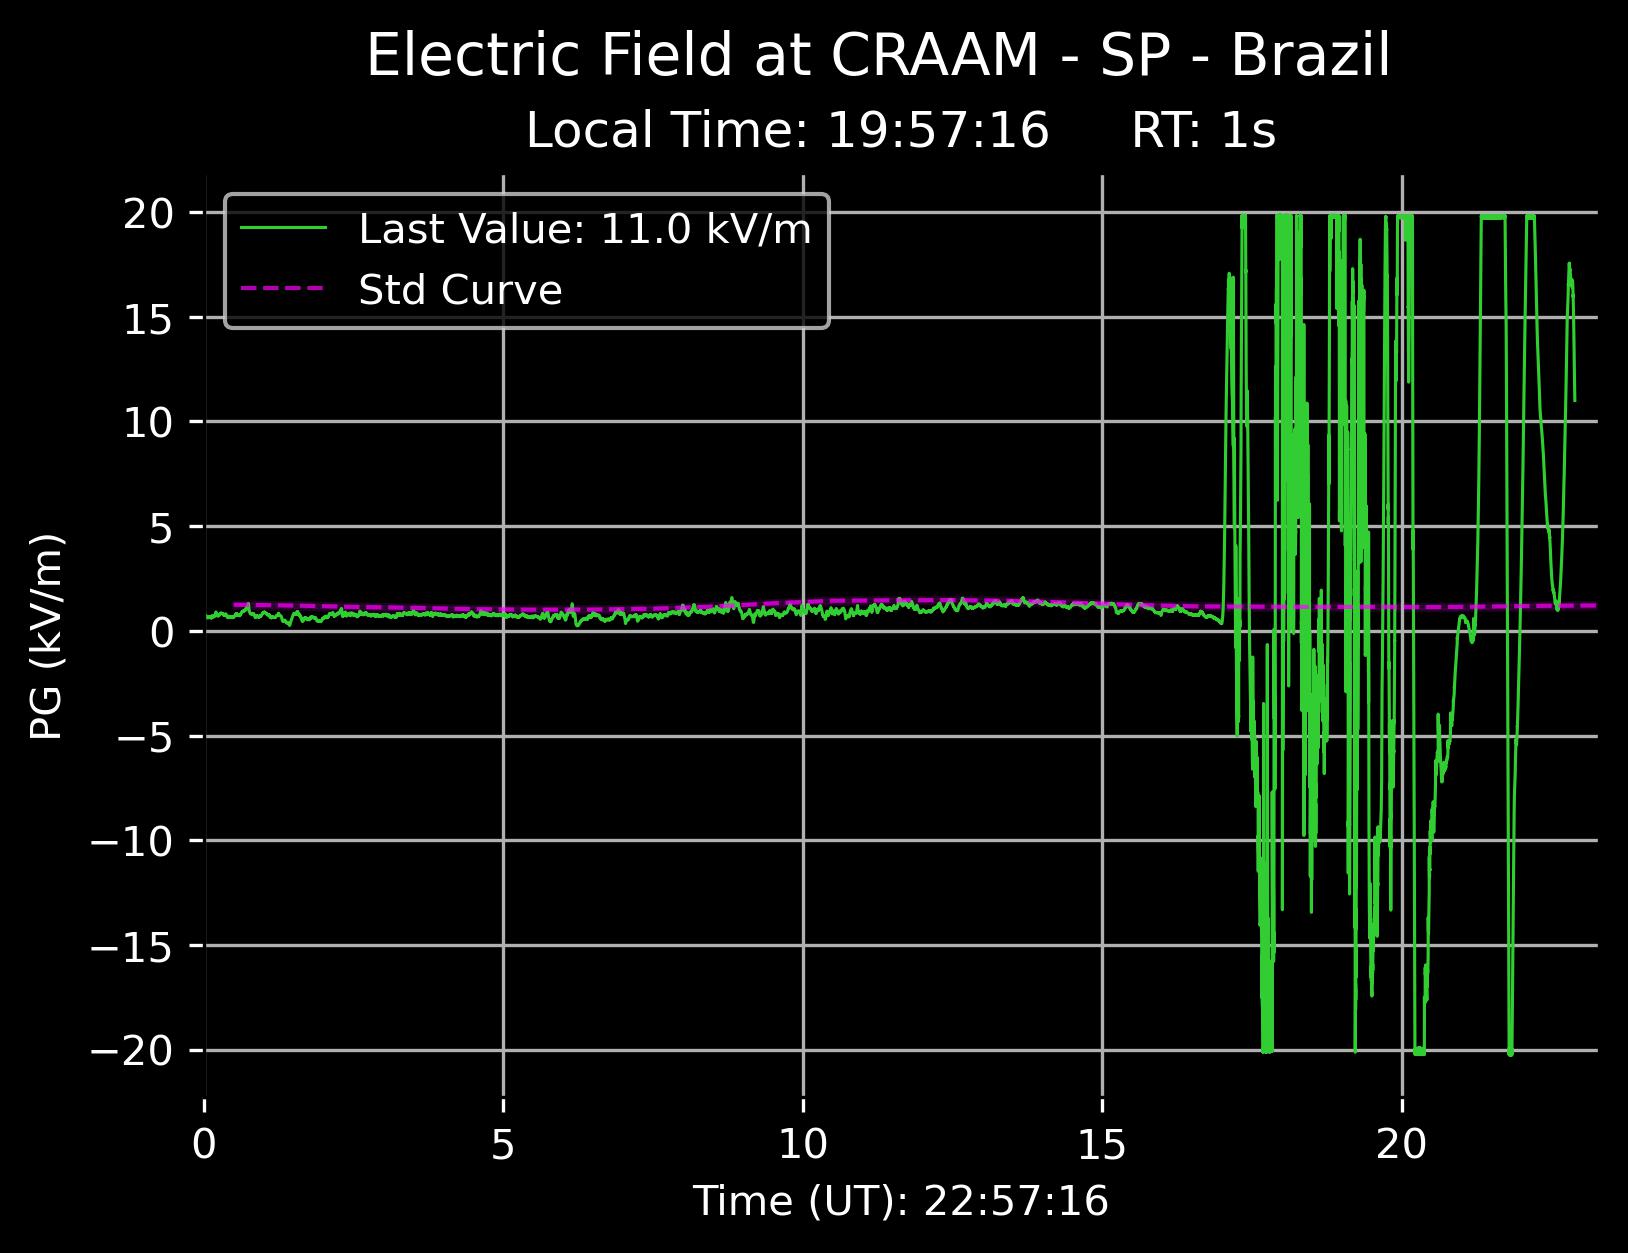 Electric Field at CRAAM - SP - Brazil
Local Time: 19:57:16 RT: 1s
Last Value: 11.0 kV/m
Std Curve
PG (kV/m)
20
15
10
5
0
−5
−10
−15
−20
0 5 10 15 20
Time (UT): 22:57:16